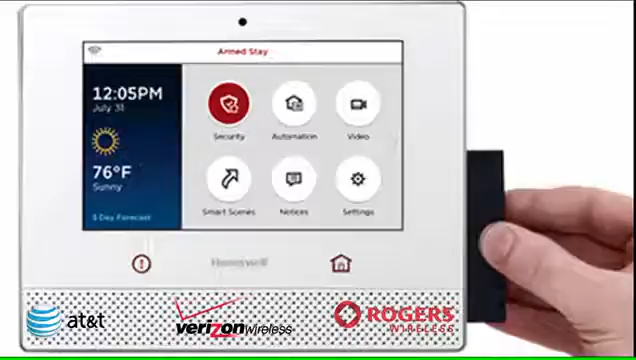 Armed Stay
12:05PM
July 31
76°F
Sunny
5 Day Forecast
Security
Automation
Video
Smart Scenes
Notices
Settings
Honeywell
at&t
verizonwireless
ROGERS
WIRELESS